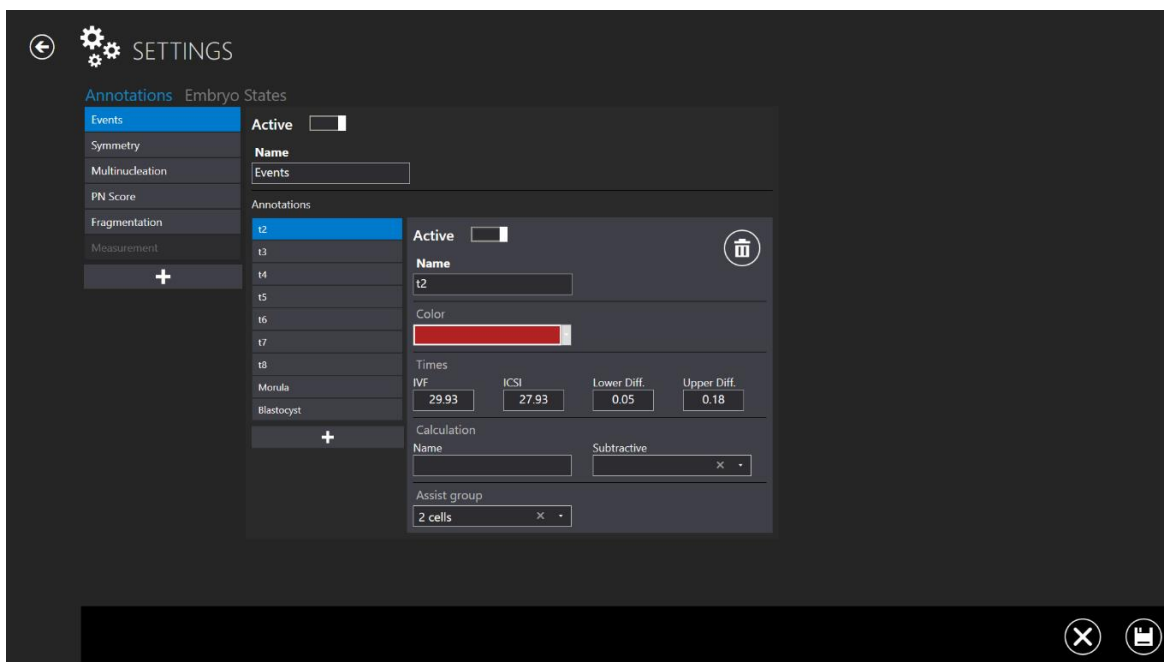 SETTINGS
Annotations Embryo States
Events
Symmetry
Multinucleation
PN Score
Fragmentation
Measurement
Active
Name
Events
Annotations
t2
t3
t4
t5
t6
t7
t8
Morula
Blastocyst
Active
Name
t2
Color
Times
IVF ICSI Lower Diff. Upper Diff.
29.93 27.93 0.05 0.18
Calculation
Name Subtractive
Assist group
2 cells